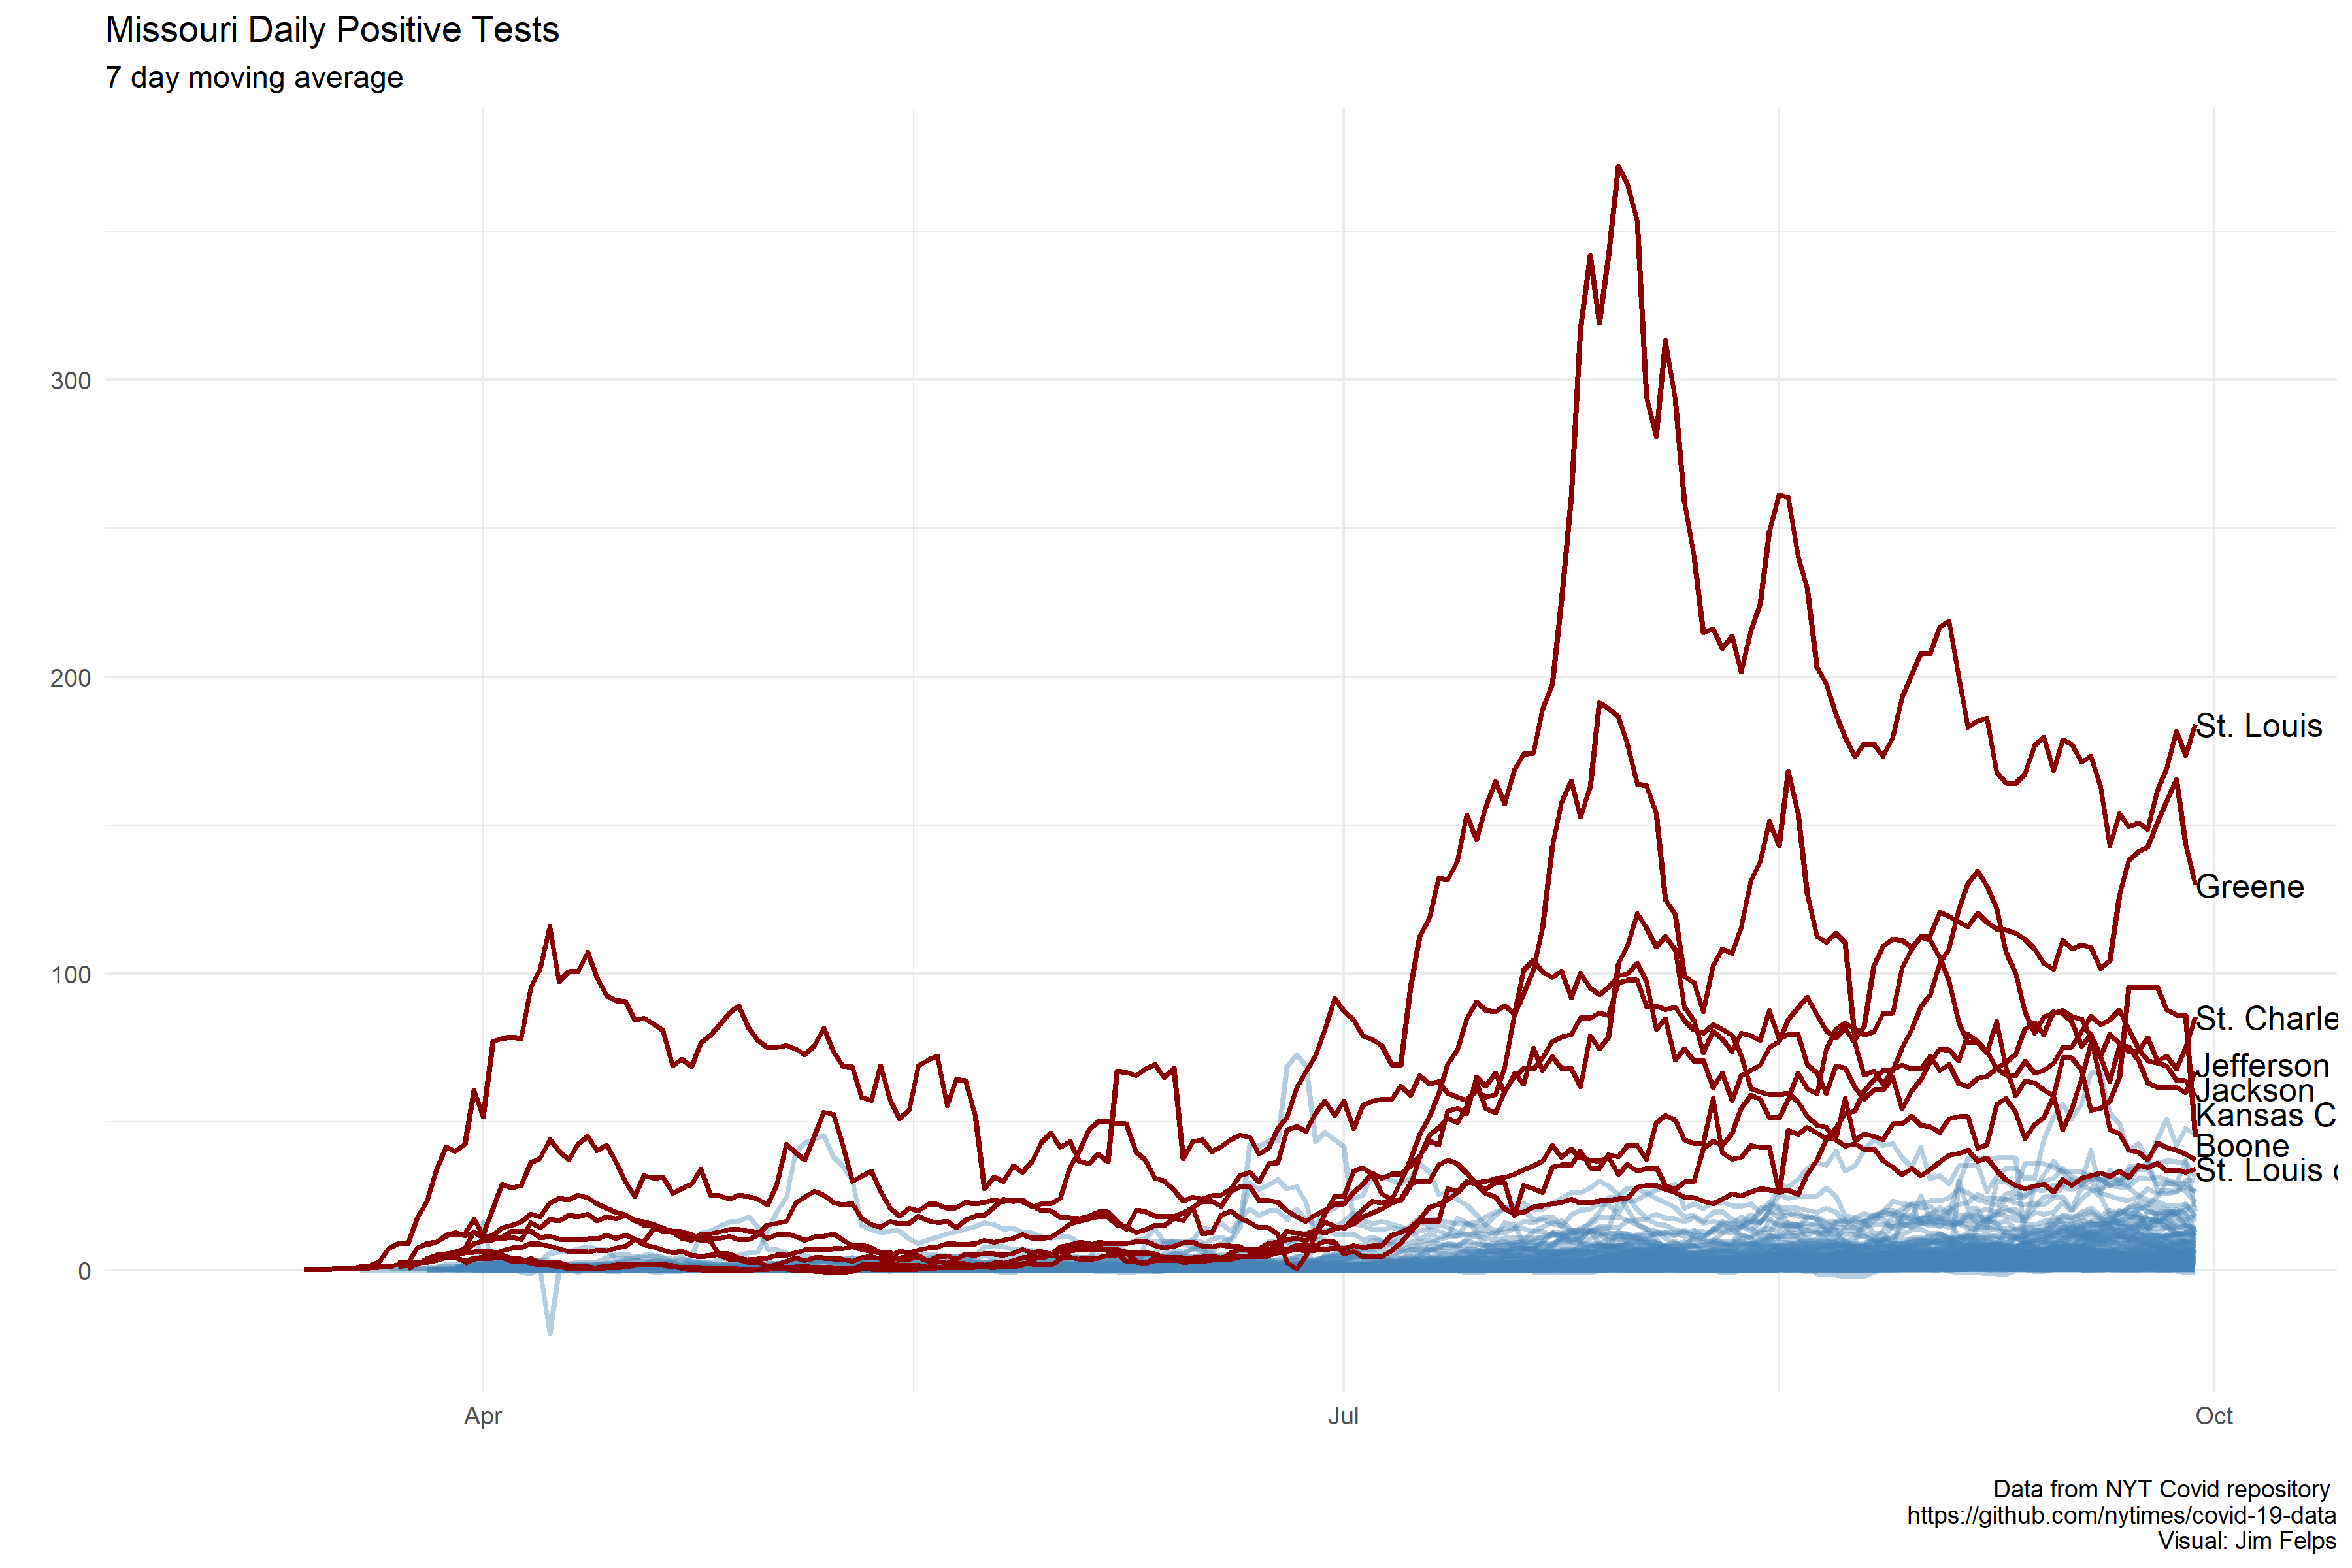 Missouri Daily Positive Tests
7 day moving average
300
200
100
0
St. Louis
Greene
St. Charle
Jefferson
Jackson
Kansas C
Boone
St. Louis c
Apr
Jul
Oct
Data from NYT Covid repository
https://github.com/nytimes/covid-19-data
Visual: Jim Felps